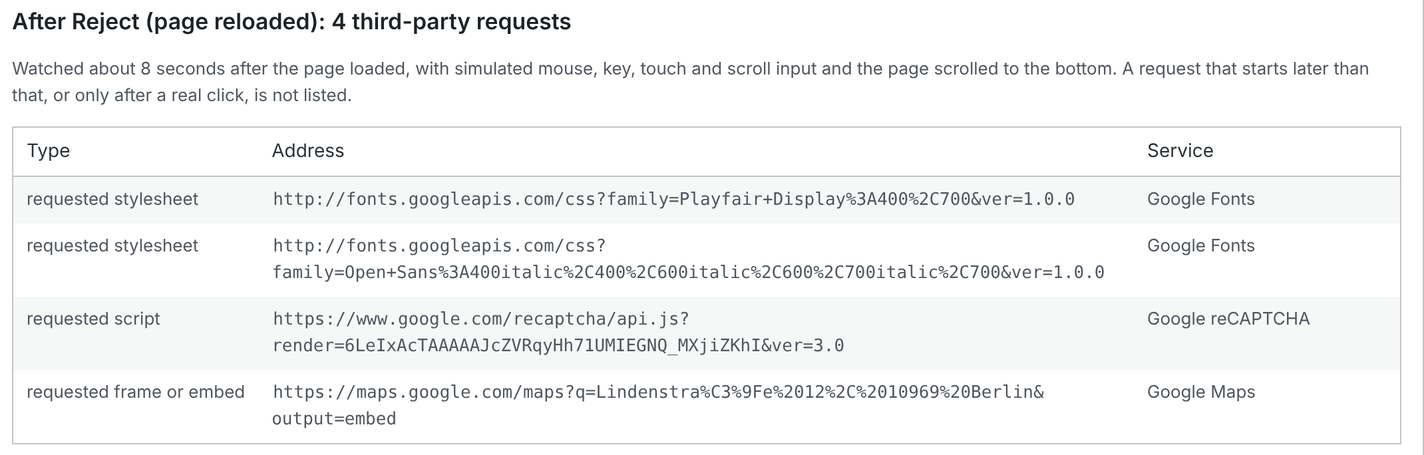 After Reject (page reloaded): 4 third-party requests
Watched about 8 seconds after the page loaded, with simulated mouse, key, touch and scroll input and the page scrolled to the bottom. A request that starts later than
that, or only after a real click, is not listed.
Type Address Service
requested stylesheet http://fonts.googleapis.com/css?family=Playfair+Display%3A400%2C700&ver=1.0.0 Google Fonts
requested stylesheet http://fonts.googleapis.com/css? Google Fonts
family=Open+Sans%3A400italic%2C400%2C600italic%2C600%2C700italic%2C700&ver=1.0.0
requested script https://www.google.com/recaptcha/api.js? Google reCAPTCHA
render=6LeIxAcTAAAAAJcZVRqyHh71UMIEGNQ_MXjiZKhI&ver=3.0
requested frame or embed https://maps.google.com/maps?q=Lindenstra%C3%9Fe%2012%2C%2010969%20Berlin& Google Maps
output=embed